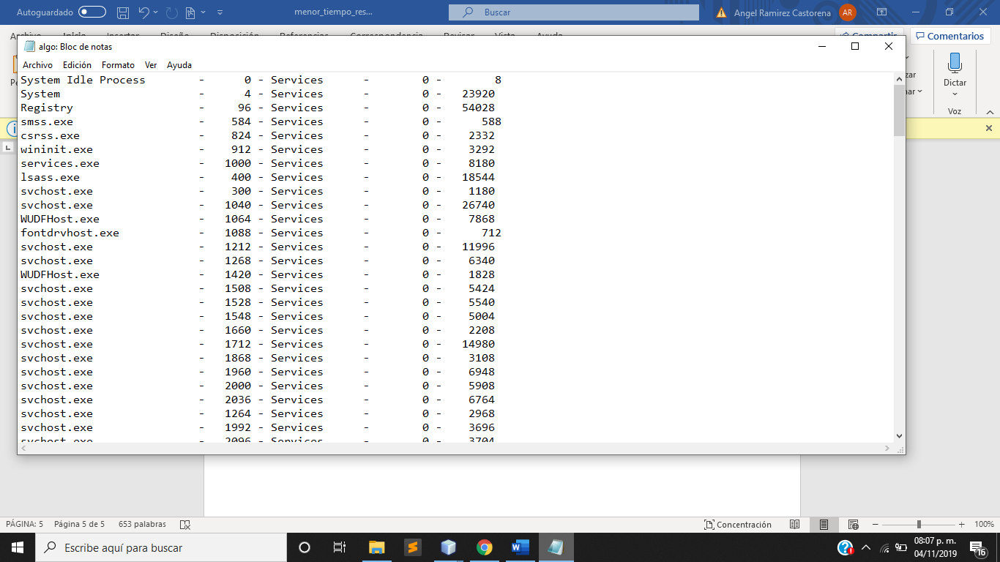 Autoguardado
menor_tiempo_res...
Buscar
Angel Ramirez Castorena
AR
Archivo Inicio Insertar Diseño Disposición Referencias Correspondencia Revisar Vista Ayuda
Compartir
Comentarios
algo: Bloc de notas
Archivo Edición Formato Ver Ayuda
System Idle Process - 0 - Services - 0 - 8
System - 4 - Services - 0 - 23920
Registry - 96 - Services - 0 - 54028
smss.exe - 584 - Services - 0 - 588
csrss.exe - 824 - Services - 0 - 2332
wininit.exe - 912 - Services - 0 - 3292
services.exe - 1000 - Services - 0 - 8180
lsass.exe - 400 - Services - 0 - 18544
svchost.exe - 300 - Services - 0 - 1180
svchost.exe - 1040 - Services - 0 - 26740
WUDFHost.exe - 1064 - Services - 0 - 7868
fontdrvhost.exe - 1088 - Services - 0 - 712
svchost.exe - 1212 - Services - 0 - 11996
svchost.exe - 1268 - Services - 0 - 6340
WUDFHost.exe - 1420 - Services - 0 - 1828
svchost.exe - 1508 - Services - 0 - 5424
svchost.exe - 1528 - Services - 0 - 5540
svchost.exe - 1548 - Services - 0 - 5004
svchost.exe - 1660 - Services - 0 - 2208
svchost.exe - 1712 - Services - 0 - 14980
svchost.exe - 1868 - Services - 0 - 3108
svchost.exe - 1960 - Services - 0 - 6948
svchost.exe - 2000 - Services - 0 - 5908
svchost.exe - 2036 - Services - 0 - 6764
svchost.exe - 1264 - Services - 0 - 2968
svchost.exe - 1992 - Services - 0 - 3696
svchost.exe - 2096 - Services - 0 - 3704
Dictar
Voz
PÁGINA: 5 Página 5 de 5 653 palabras
Concentración
100%
Escribe aquí para buscar
08:07 p. m.
04/11/2019
16